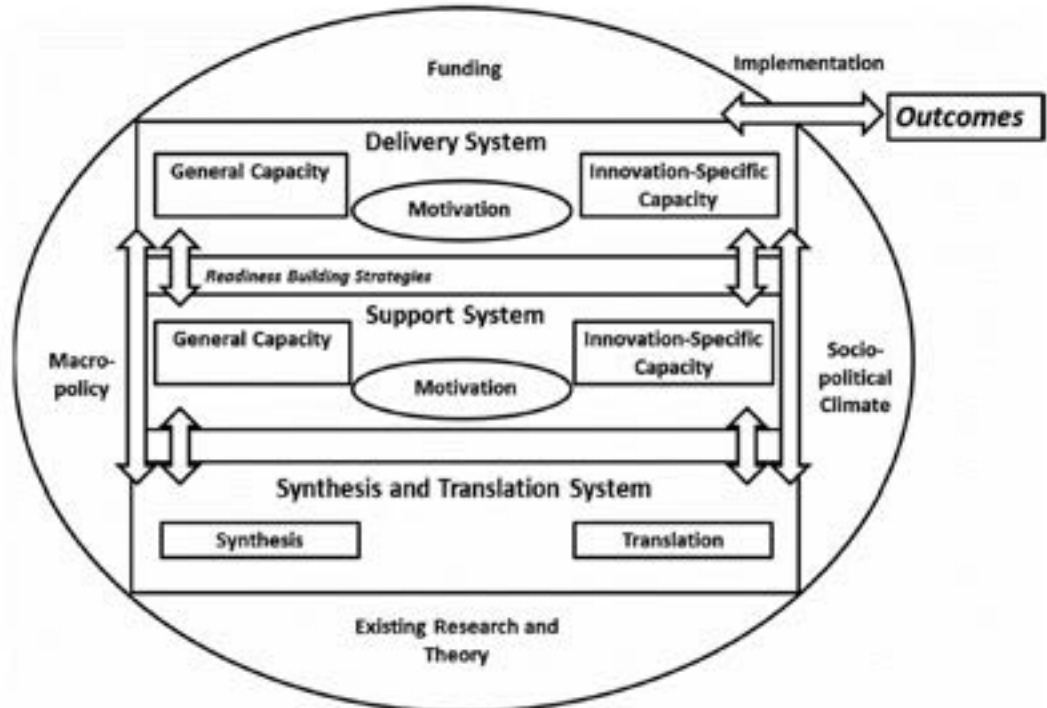 Funding
Implementation
Outcomes
Delivery System
General Capacity
Motivation
Innovation-Specific
Capacity
Readiness Building Strategies
Support System
General Capacity
Motivation
Innovation-Specific
Capacity
Macro-
policy
Socio-
political
Climate
Synthesis and Translation System
Synthesis
Translation
Existing Research and
Theory